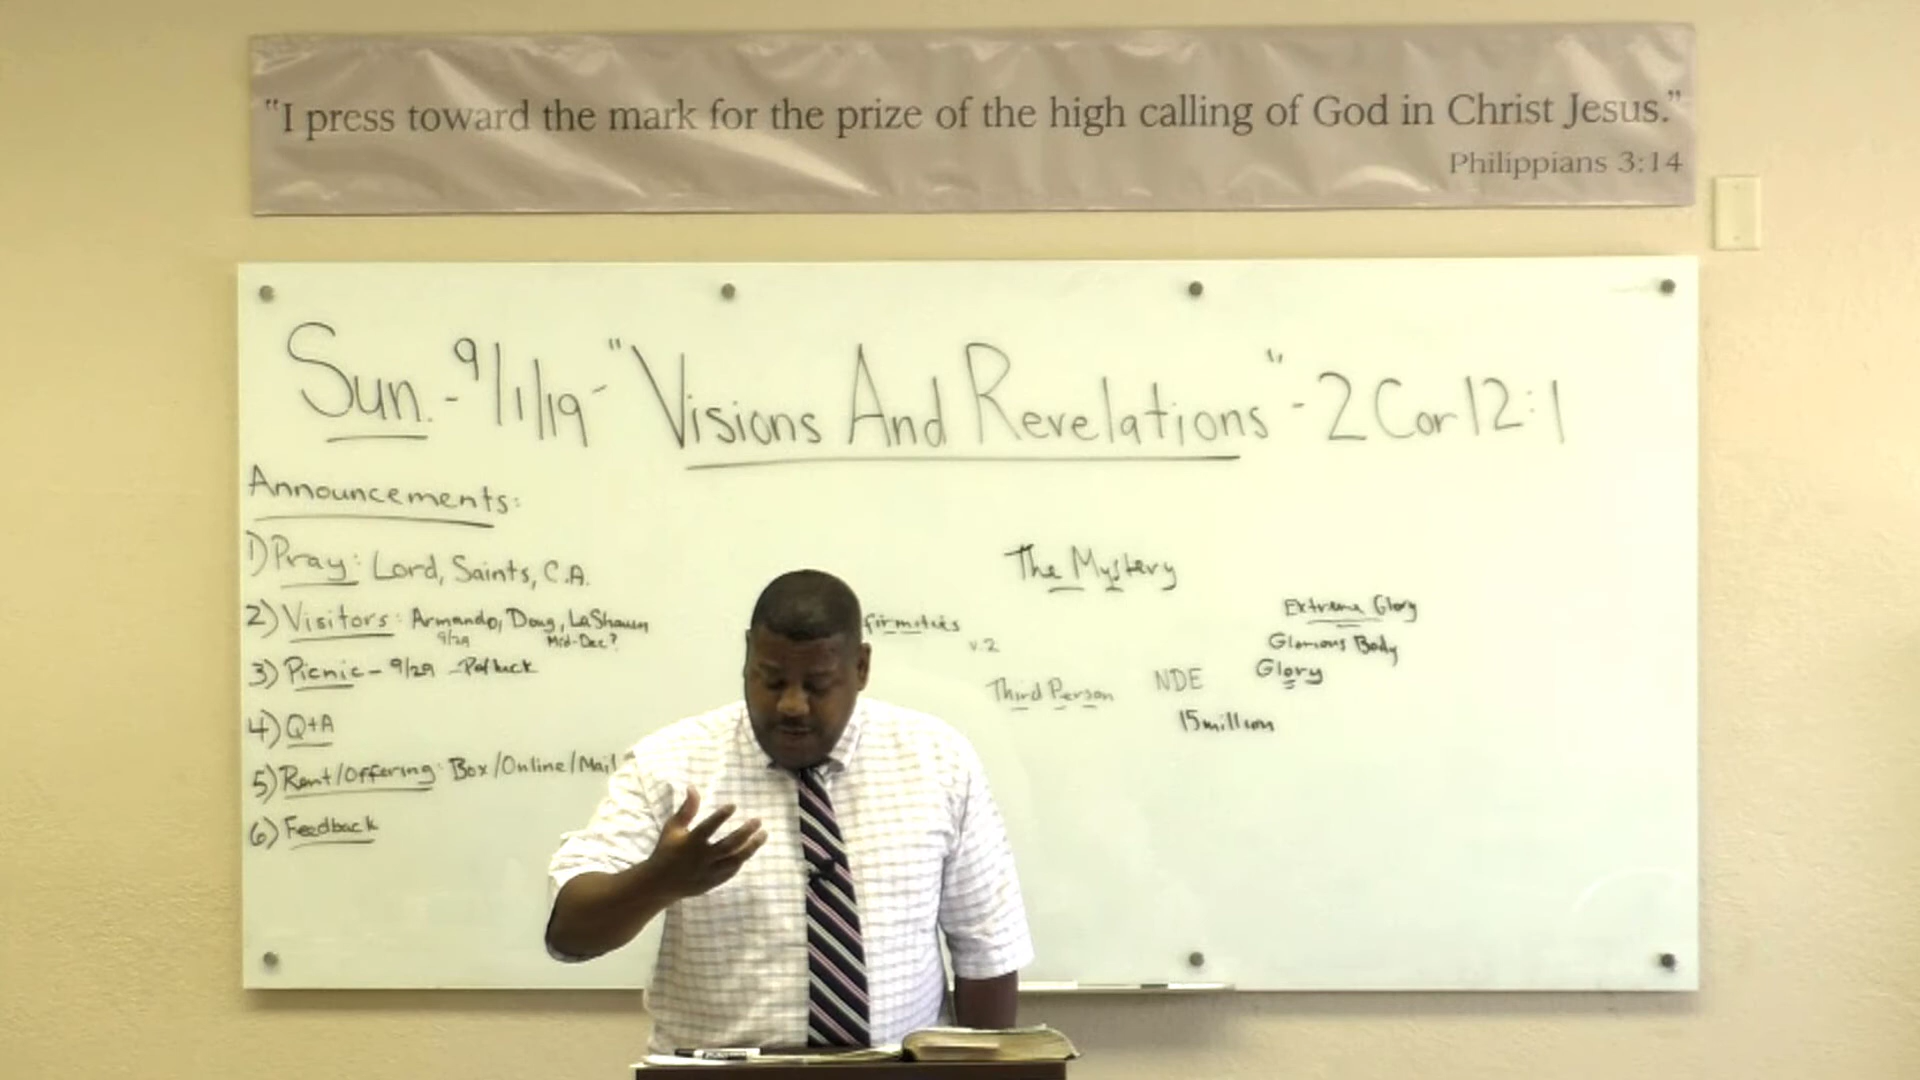 "I press toward the mark for the prize of the high calling of God in Christ Jesus."
Philippians 3:14
Sun. - 9/1/19 - "Visions And Revelations" - 2 Cor 12:1
Announcements:
1) Pray: Lord, Saints, C.A.
2) Visitors: Armando, Doug, LaShawn
9/29 Mid-Dec?
3) Picnic - 9/29 - Potluck
4) Q+A
5) Rent/Offering: Box/Online/Mail
6) Feedback
The Mystery
v.2
Third Person
NDE
15 million
Extreme Glory
Glorious Body
Glory